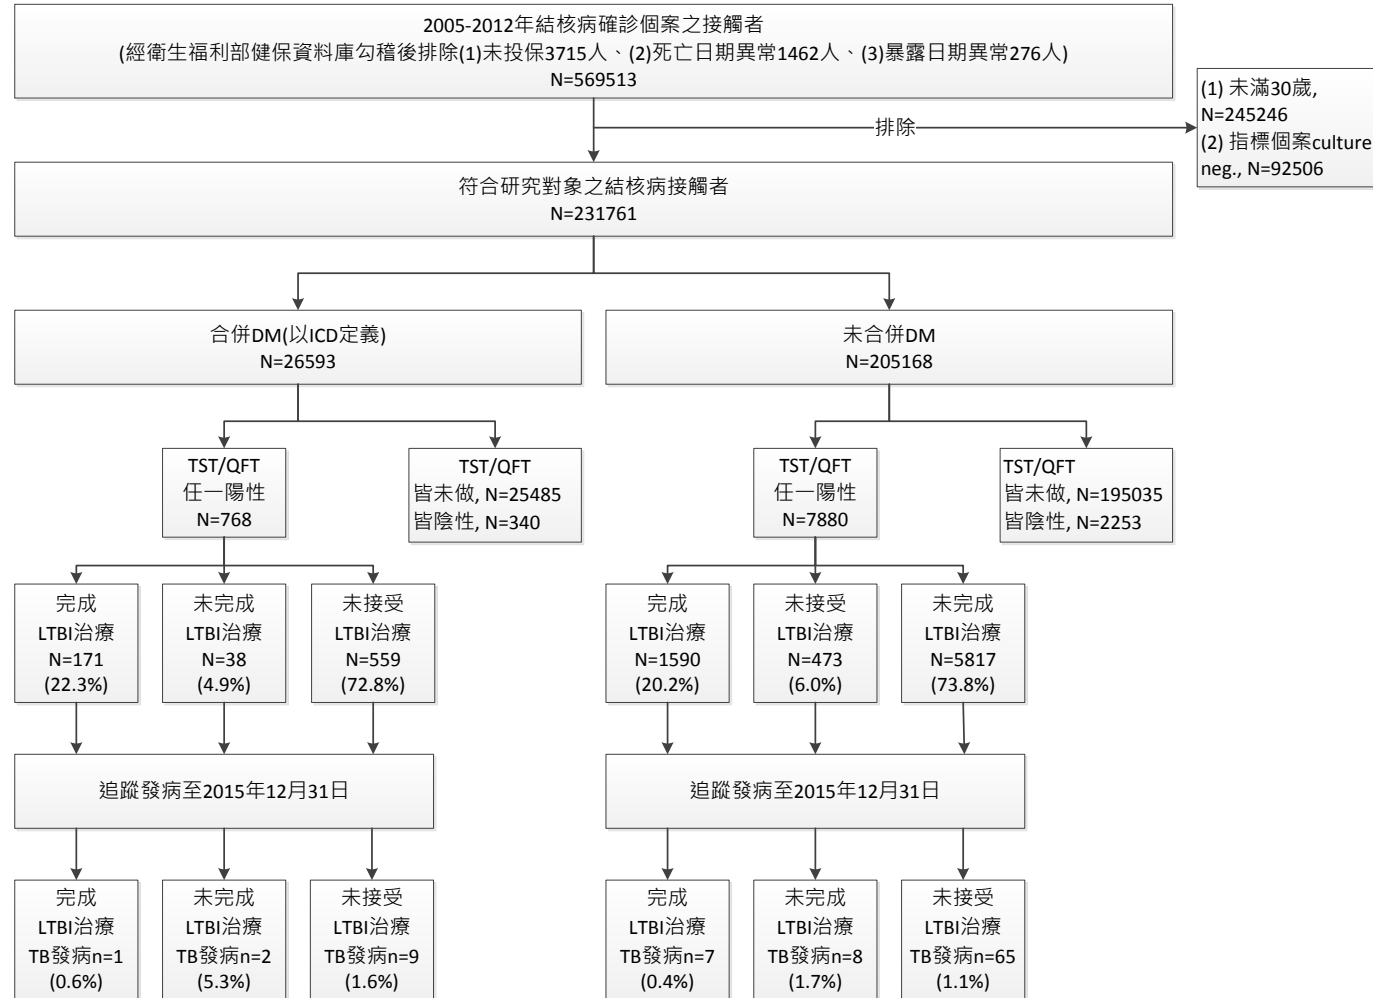 2005-2012年結核病確診個案之接觸者
(經衛生福利部健保資料庫勾稽後排除(1)未投保3715人、(2)死亡日期異常1462人、(3)暴露日期異常276人)
N=569513
(1) 未滿30歲,
N=245246
(2) 指標個案culture
neg., N=92506
排除
符合研究對象之結核病接觸者
N=231761
合併DM(以ICD定義)
N=26593
未合併DM
N=205168
TST/QFT
任一陽性
N=768
TST/QFT
皆未做, N=25485
皆陰性, N=340
TST/QFT
任一陽性
N=7880
TST/QFT
皆未做, N=195035
皆陰性, N=2253
完成
LTBI治療
N=171
(22.3%)
未完成
LTBI治療
N=38
(4.9%)
未接受
LTBI治療
N=559
(72.8%)
完成
LTBI治療
N=1590
(20.2%)
未接受
LTBI治療
N=473
(6.0%)
未完成
LTBI治療
N=5817
(73.8%)
追蹤發病至2015年12月31日
追蹤發病至2015年12月31日
完成
LTBI治療
TB發病n=1
(0.6%)
未完成
LTBI治療
TB發病n=2
(5.3%)
未接受
LTBI治療
TB發病n=9
(1.6%)
完成
LTBI治療
TB發病n=7
(0.4%)
未完成
LTBI治療
TB發病n=8
(1.7%)
未接受
LTBI治療
TB發病n=65
(1.1%)